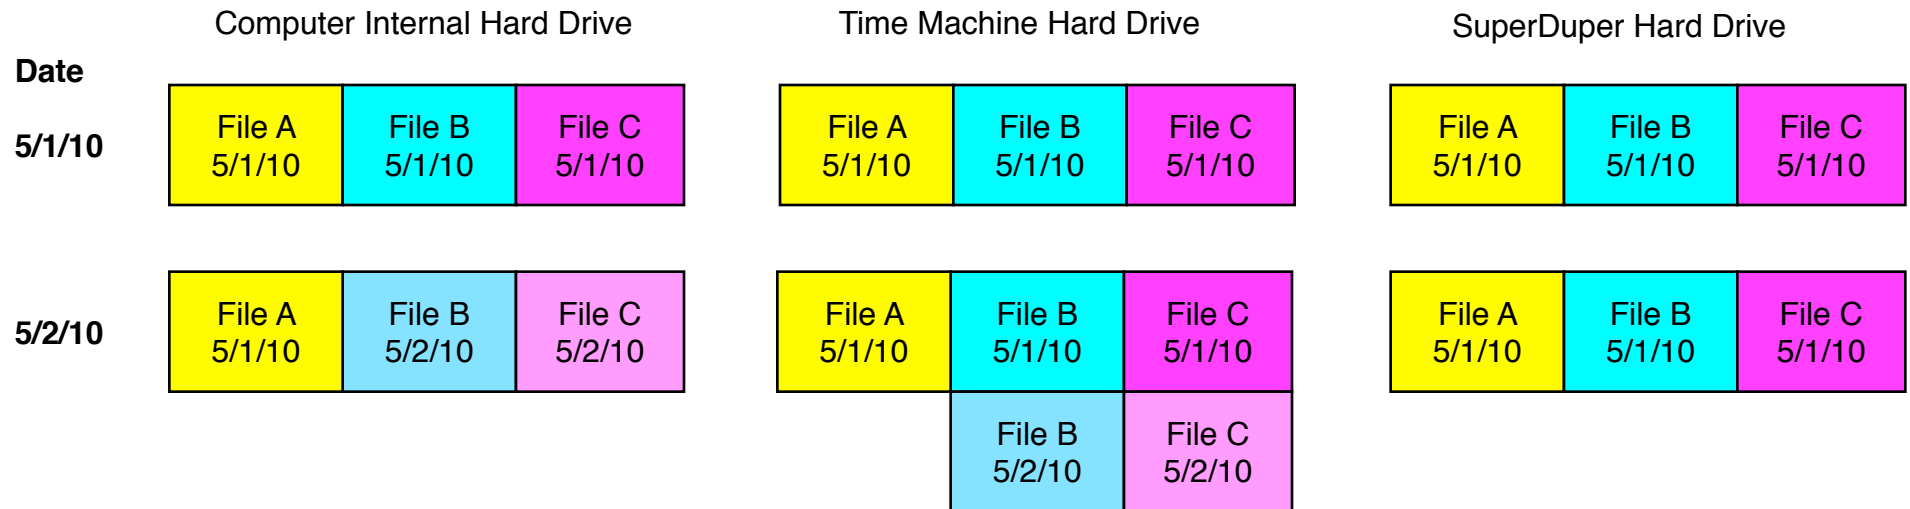 Computer Internal Hard Drive Time Machine Hard Drive SuperDuper Hard Drive
Date
5/1/10
File A File B File C File A File B File C File A File B File C
5/1/10 5/1/10 5/1/10 5/1/10 5/1/10 5/1/10 5/1/10 5/1/10 5/1/10
5/2/10
File A File B File C File A File B File C File A File B File C
5/1/10 5/2/10 5/2/10 5/1/10 5/1/10 5/1/10 5/1/10 5/1/10 5/1/10
File B File C
5/2/10 5/2/10